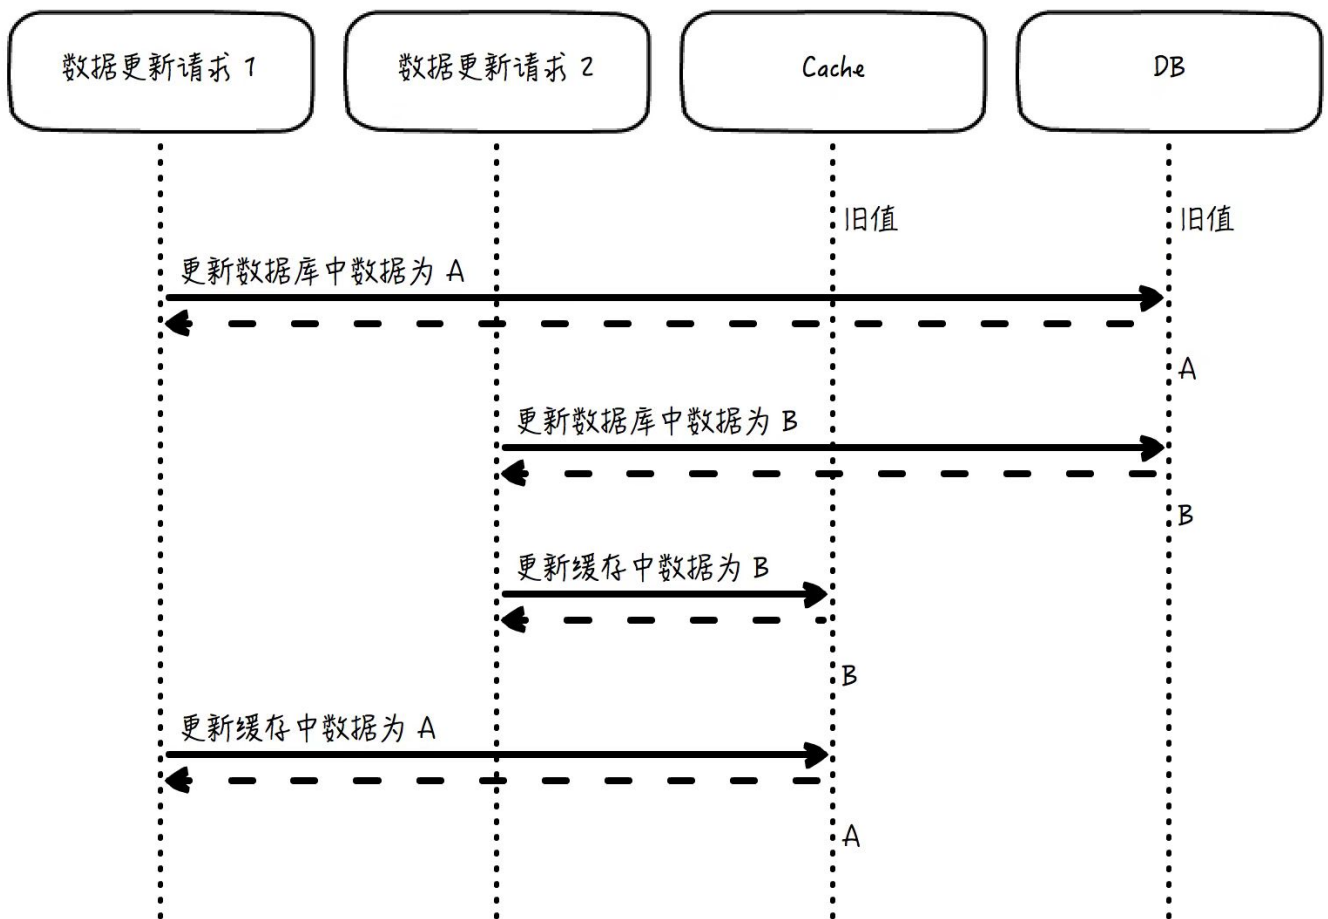 数据更新请求 1
数据更新请求 2
Cache
DB
旧值
旧值
更新数据库中数据为 A
A
更新数据库中数据为 B
B
更新缓存中数据为 B
B
更新缓存中数据为 A
A